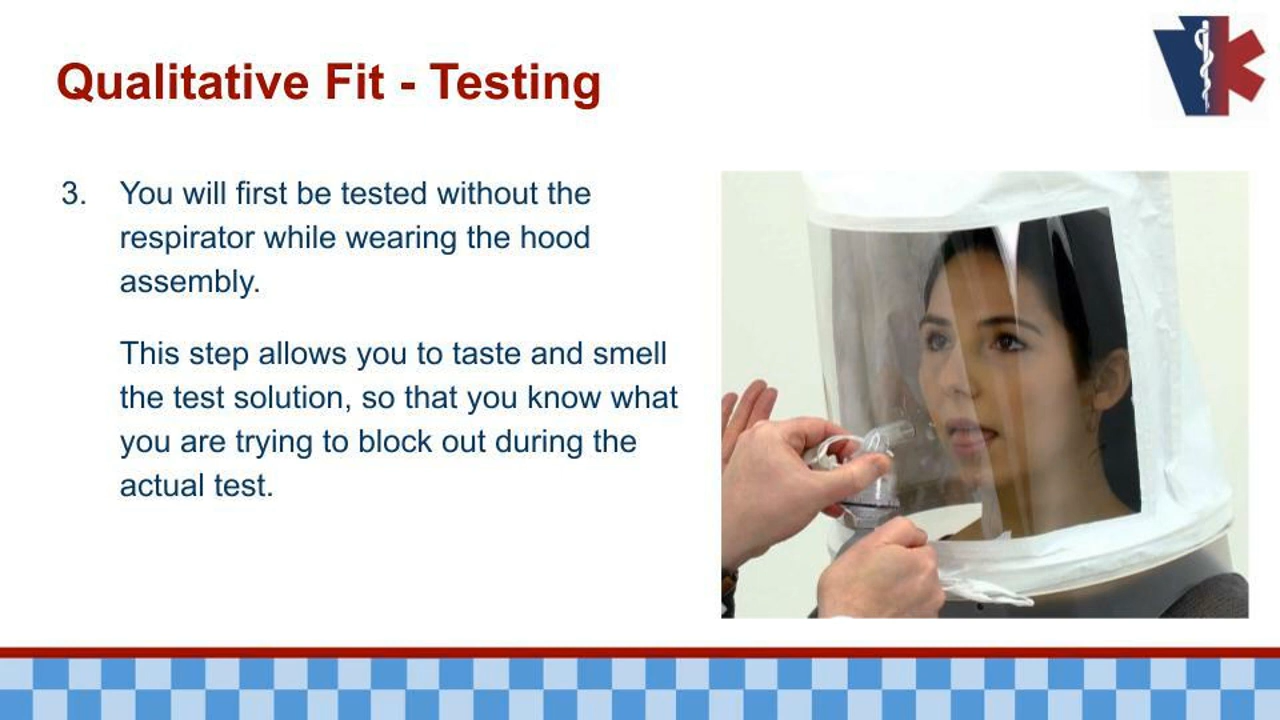 Qualitative Fit - Testing
3. You will first be tested without the
respirator while wearing the hood
assembly.
This step allows you to taste and smell
the test solution, so that you know what
you are trying to block out during the
actual test.